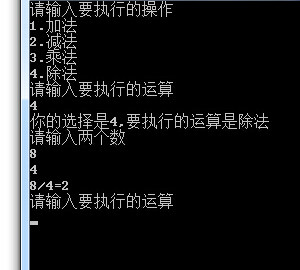 请输入要执行的操作
1.加法
2.减法
3.乘法
4.除法
请输入要执行的运算
4
你的选择是4.要执行的运算是除法
请输入两个数
8
4
8/4=2
请输入要执行的运算